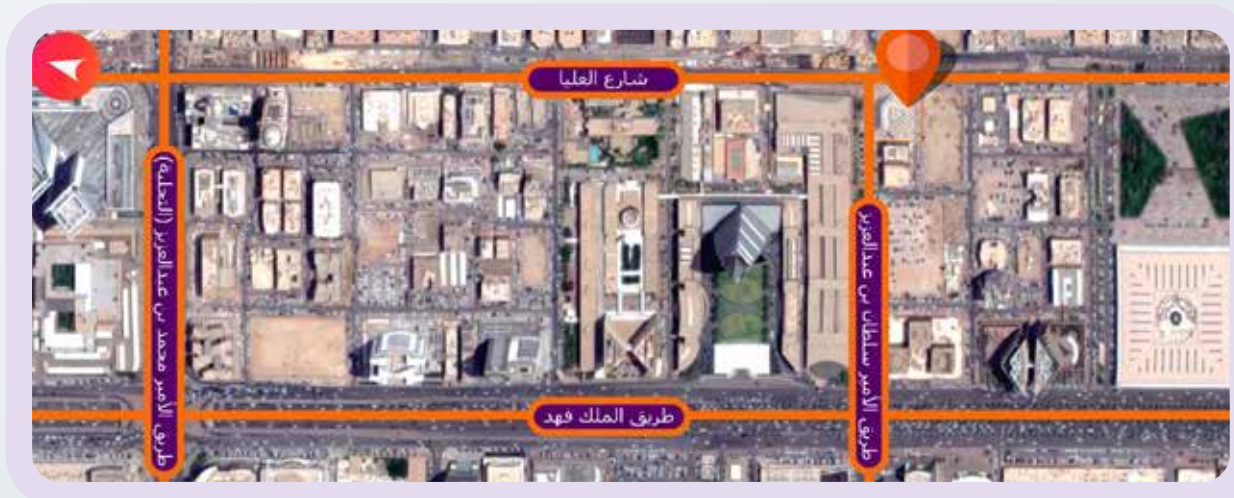 شارع العليا
طريق الأمير محمد بن عبدالعزيز (التحلية)
طريق الأمير سلطان بن عبدالعزيز
طريق الملك فهد